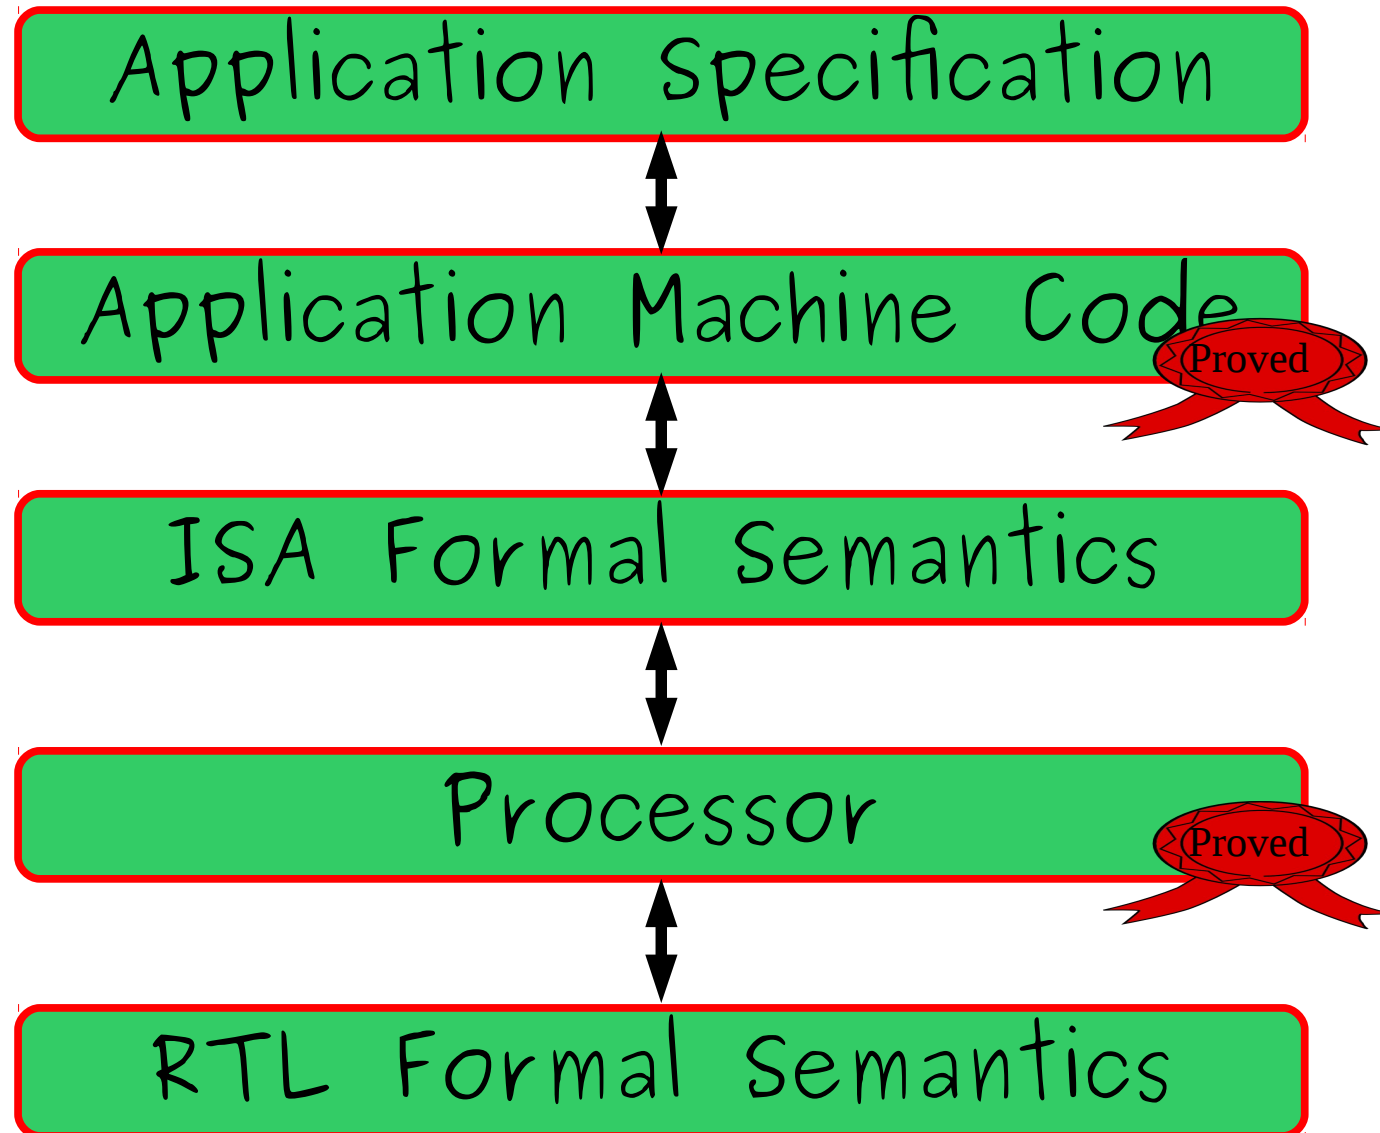 Application Specification
Application Machine Code
Proved
ISA Formal Semantics
Processor
Proved
RTL Formal Semantics